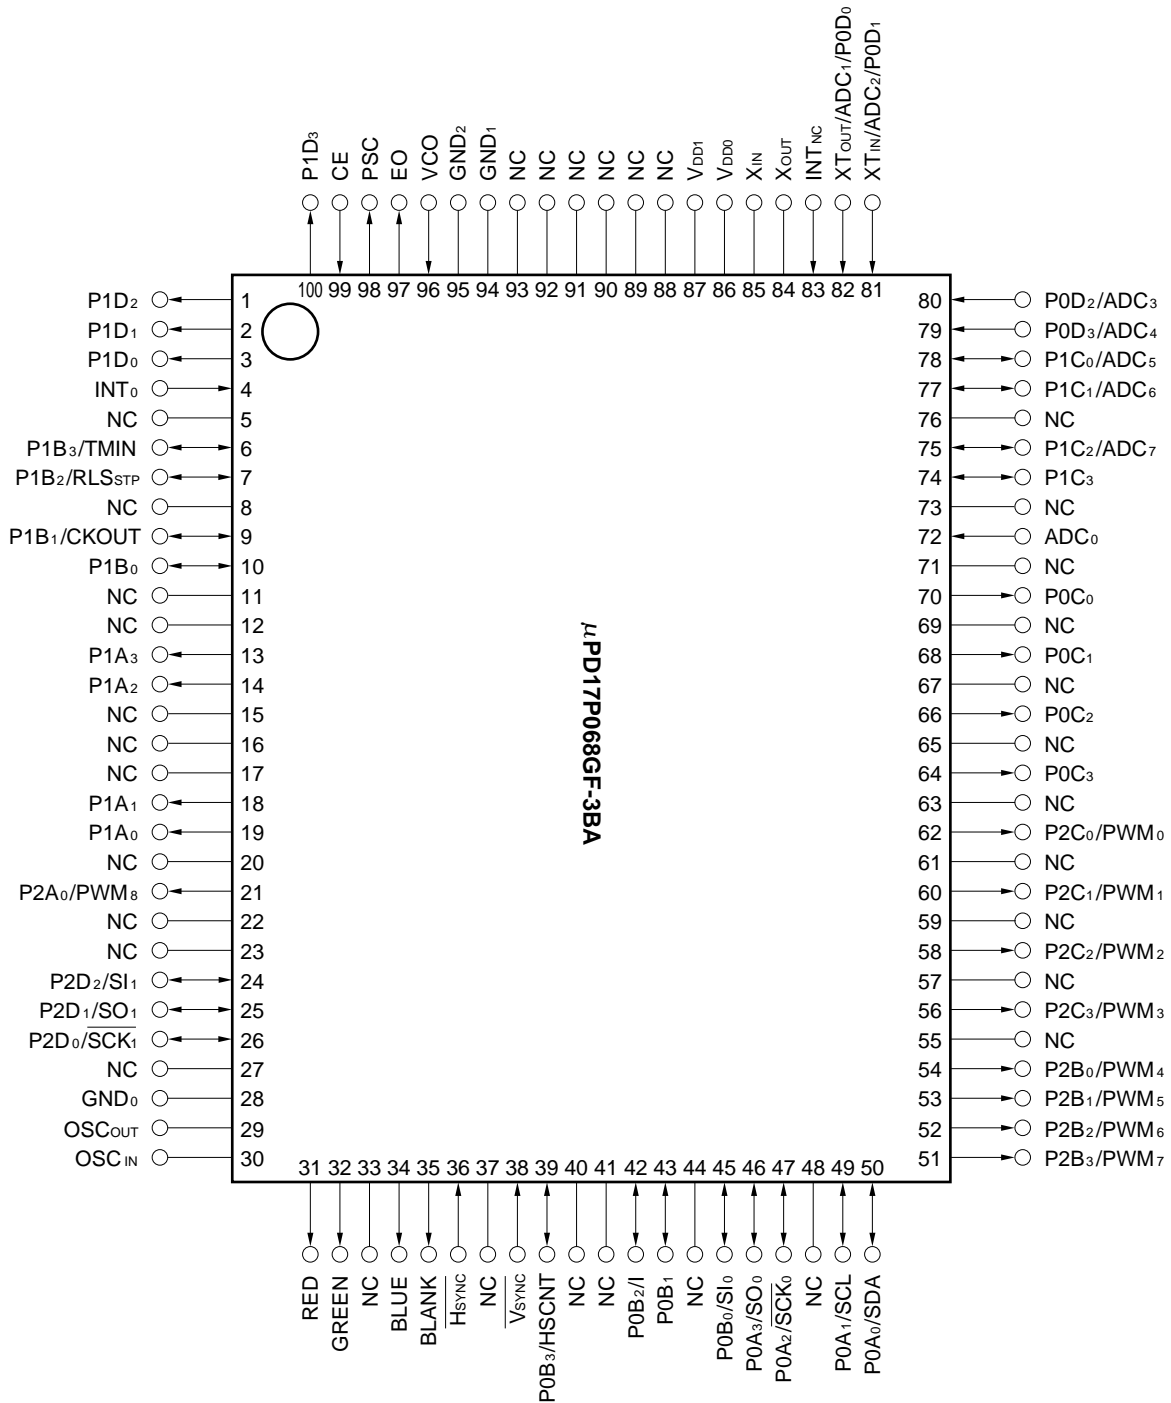 P1D₃
CE
PSC
EO
VCO
GND₂
GND₁
NC
NC
NC
NC
NC
NC
VDD1
VDD0
XIN
XOUT
INTNC
XTOUT/ADC₁/P0D₀
XTIN/ADC₂/P0D₁
100 99 98 97 96 95 94 93 92 91 90 89 88 87 86 85 84 83 82 81
P1D₂ 1
P1D₁ 2
P1D₀ 3
INT₀ 4
NC 5
P1B₃/TMIN 6
P1B₂/RLSSTP 7
NC 8
P1B₁/CKOUT 9
P1B₀ 10
NC 11
NC 12
P1A₃ 13
P1A₂ 14
NC 15
NC 16
NC 17
P1A₁ 18
P1A₀ 19
NC 20
P2A₀/PWM₈ 21
NC 22
NC 23
P2D₂/SI₁ 24
P2D₁/SO₁ 25
P2D₀/S̅C̅K̅₁ 26
NC 27
GND₀ 28
OSCOUT 29
OSCIN 30
μPD17P068GF-3BA
80 P0D₂/ADC₃
79 P0D₃/ADC₄
78 P1C₀/ADC₅
77 P1C₁/ADC₆
76 NC
75 P1C₂/ADC₇
74 P1C₃
73 NC
72 ADC₀
71 NC
70 P0C₀
69 NC
68 P0C₁
67 NC
66 P0C₂
65 NC
64 P0C₃
63 NC
62 P2C₀/PWM₀
61 NC
60 P2C₁/PWM₁
59 NC
58 P2C₂/PWM₂
57 NC
56 P2C₃/PWM₃
55 NC
54 P2B₀/PWM₄
53 P2B₁/PWM₅
52 P2B₂/PWM₆
51 P2B₃/PWM₇
31 32 33 34 35 36 37 38 39 40 41 42 43 44 45 46 47 48 49 50
RED
GREEN
NC
BLUE
BLANK
H̅S̅Y̅N̅C̅
NC
V̅S̅Y̅N̅C̅
P0B₃/HSCNT
NC
NC
P0B₂/I
P0B₁
NC
P0B₀/SI₀
P0A₃/SO₀
P0A₂/S̅C̅K̅₀
NC
P0A₁/SCL
P0A₀/SDA